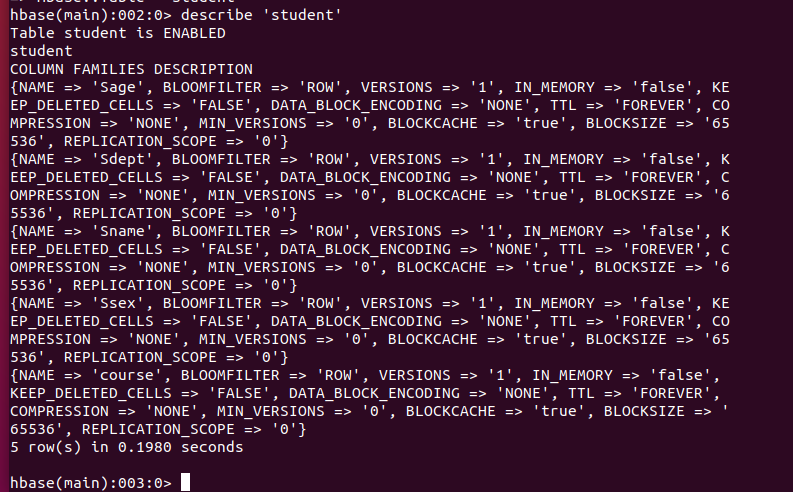 hbase(main):002:0> describe 'student'
Table student is ENABLED
student
COLUMN FAMILIES DESCRIPTION
{NAME => 'Sage', BLOOMFILTER => 'ROW', VERSIONS => '1', IN_MEMORY => 'false', KE
EP_DELETED_CELLS => 'FALSE', DATA_BLOCK_ENCODING => 'NONE', TTL => 'FOREVER', CO
MPRESSION => 'NONE', MIN_VERSIONS => '0', BLOCKCACHE => 'true', BLOCKSIZE => '65
536', REPLICATION_SCOPE => '0'}
{NAME => 'Sdept', BLOOMFILTER => 'ROW', VERSIONS => '1', IN_MEMORY => 'false', K
EEP_DELETED_CELLS => 'FALSE', DATA_BLOCK_ENCODING => 'NONE', TTL => 'FOREVER', C
OMPRESSION => 'NONE', MIN_VERSIONS => '0', BLOCKCACHE => 'true', BLOCKSIZE => '6
5536', REPLICATION_SCOPE => '0'}
{NAME => 'Sname', BLOOMFILTER => 'ROW', VERSIONS => '1', IN_MEMORY => 'false', K
EEP_DELETED_CELLS => 'FALSE', DATA_BLOCK_ENCODING => 'NONE', TTL => 'FOREVER', C
OMPRESSION => 'NONE', MIN_VERSIONS => '0', BLOCKCACHE => 'true', BLOCKSIZE => '6
5536', REPLICATION_SCOPE => '0'}
{NAME => 'Ssex', BLOOMFILTER => 'ROW', VERSIONS => '1', IN_MEMORY => 'false', KE
EP_DELETED_CELLS => 'FALSE', DATA_BLOCK_ENCODING => 'NONE', TTL => 'FOREVER', CO
MPRESSION => 'NONE', MIN_VERSIONS => '0', BLOCKCACHE => 'true', BLOCKSIZE => '65
536', REPLICATION_SCOPE => '0'}
{NAME => 'course', BLOOMFILTER => 'ROW', VERSIONS => '1', IN_MEMORY => 'false',
KEEP_DELETED_CELLS => 'FALSE', DATA_BLOCK_ENCODING => 'NONE', TTL => 'FOREVER',
COMPRESSION => 'NONE', MIN_VERSIONS => '0', BLOCKCACHE => 'true', BLOCKSIZE => '
65536', REPLICATION_SCOPE => '0'}
5 row(s) in 0.1980 seconds
hbase(main):003:0>